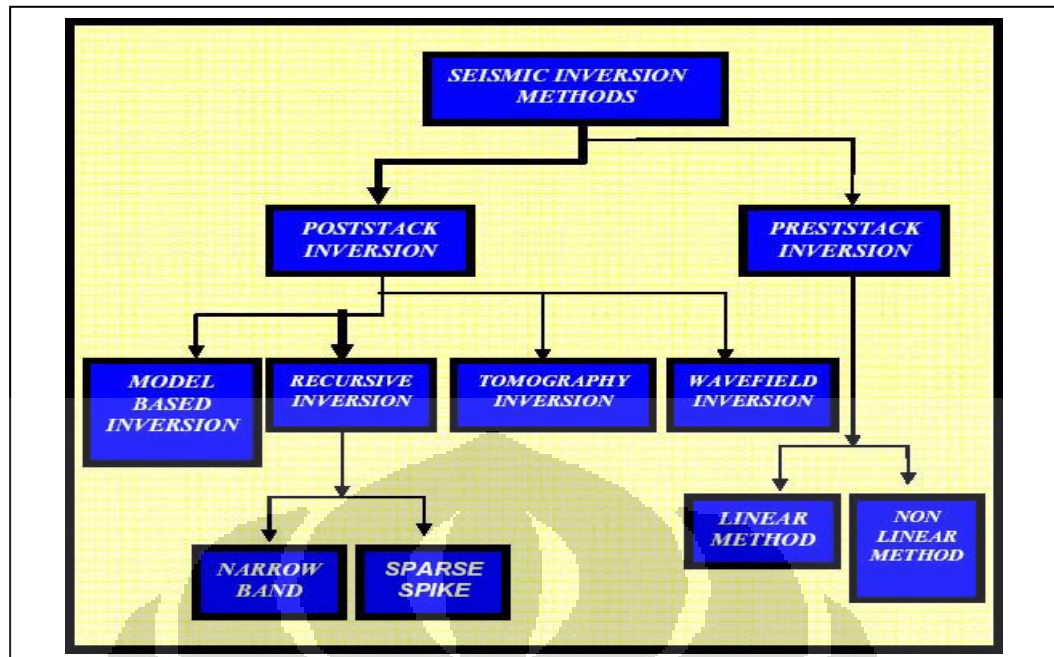 SEISMIC INVERSION
METHODS
POSTSTACK
INVERSION
PRESTSTACK
INVERSION
MODEL
BASED
INVERSION
RECURSIVE
INVERSION
TOMOGRAPHY
INVERSION
WAVEFIELD
INVERSION
LINEAR
METHOD
NON
LINEAR
METHOD
NARROW
BAND
SPARSE
SPIKE